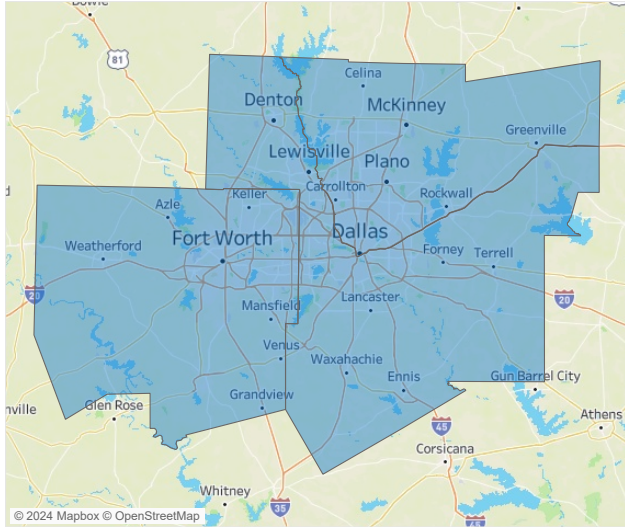 Bowie
81
Celina
Denton
McKinney
Greenville
Lewisville
Plano
Carrollton
Rockwall
Keller
Azle
Dallas
Fort Worth
Weatherford
Forney
Terrell
20
Lancaster
20
Mansfield
Venus
Waxahachie
Gun Barrel City
Ennis
Grandview
nville
Glen Rose
Athens
45
Corsicana
Whitney
35
45
© 2024 Mapbox © OpenStreetMap